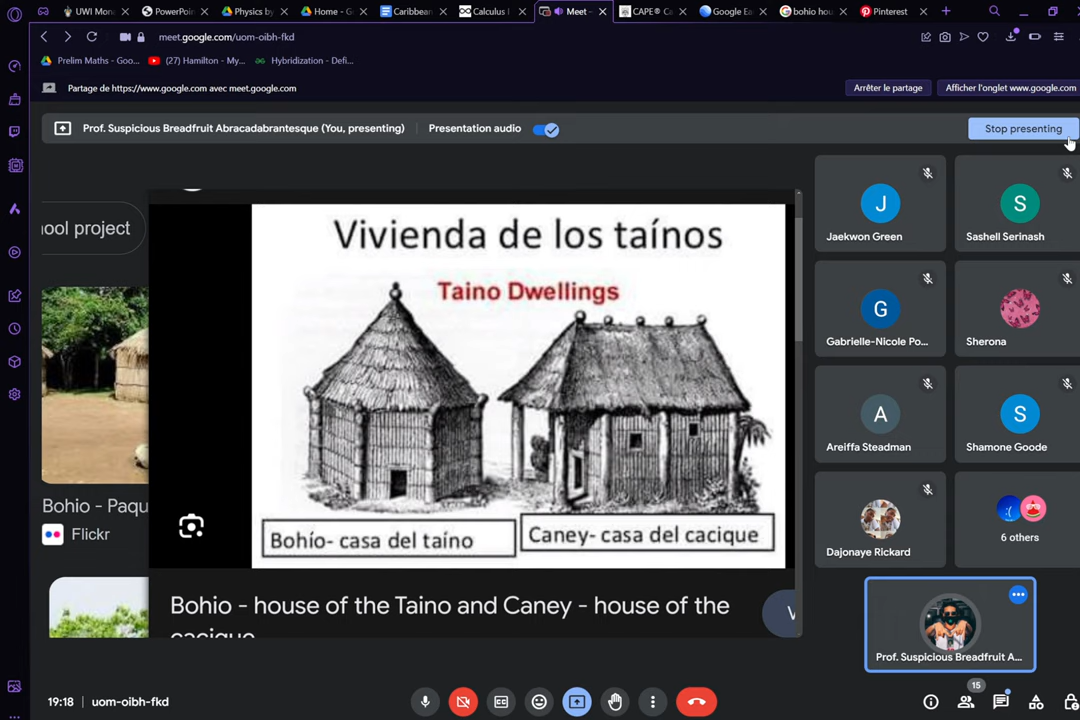 UWI Mon
PowerPoin
Physics by
Home - G
Caribbean
Calculus
Meet –
CAPE® C
Google Ea
bohio hou
Pinterest
meet.google.com/uom-oibh-fkd
Prelim Maths - Goo...
(27) Hamilton - My...
Hybridization - Defi...
Partage de https://www.google.com avec meet.google.com
Arrêter le partage
Afficher l'onglet www.google.com
Prof. Suspicious Breadfruit Abracadabrantesque (You, presenting)
Presentation audio
Stop presenting
ool project
Vivienda de los taínos
Taino Dwellings
Bohío- casa del taíno
Caney- casa del cacique
Bohio - Paqu
Flickr
Bohio - house of the Taino and Caney - house of the
cacique
V
J
Jaekwon Green
S
Sashell Serinash
G
Gabrielle-Nicole Po...
Sherona
A
Areiffa Steadman
S
Shamone Goode
Dajonaye Rickard
:(
6 others
Prof. Suspicious Breadfruit A...
19:18
uom-oibh-fkd
15